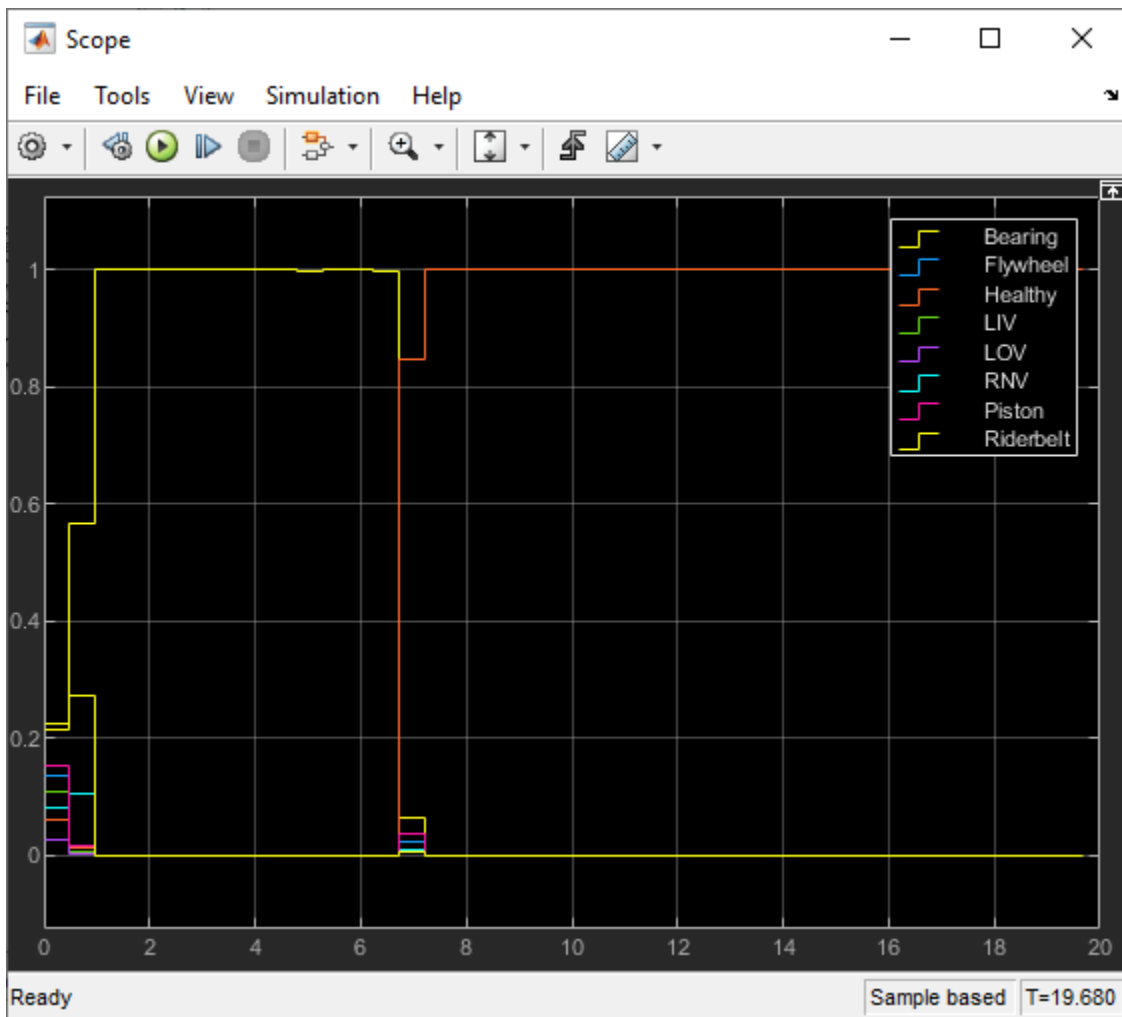 Scope
File Tools View Simulation Help
Bearing
Flywheel
Healthy
LIV
LOV
RNV
Piston
Riderbelt
1
0.8
0.6
0.4
0.2
0
0 2 4 6 8 10 12 14 16 18 20
Ready Sample based T=19.680